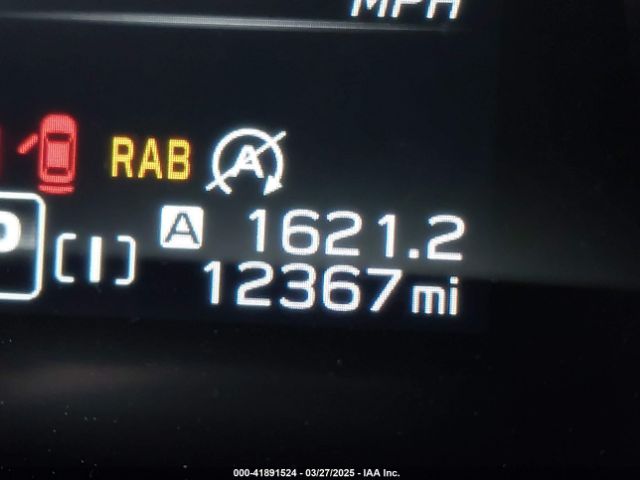 MPH
RAB A
A 1621.2
P [I] 12367 mi
000-41891524 - 03/27/2025 - IAA Inc.